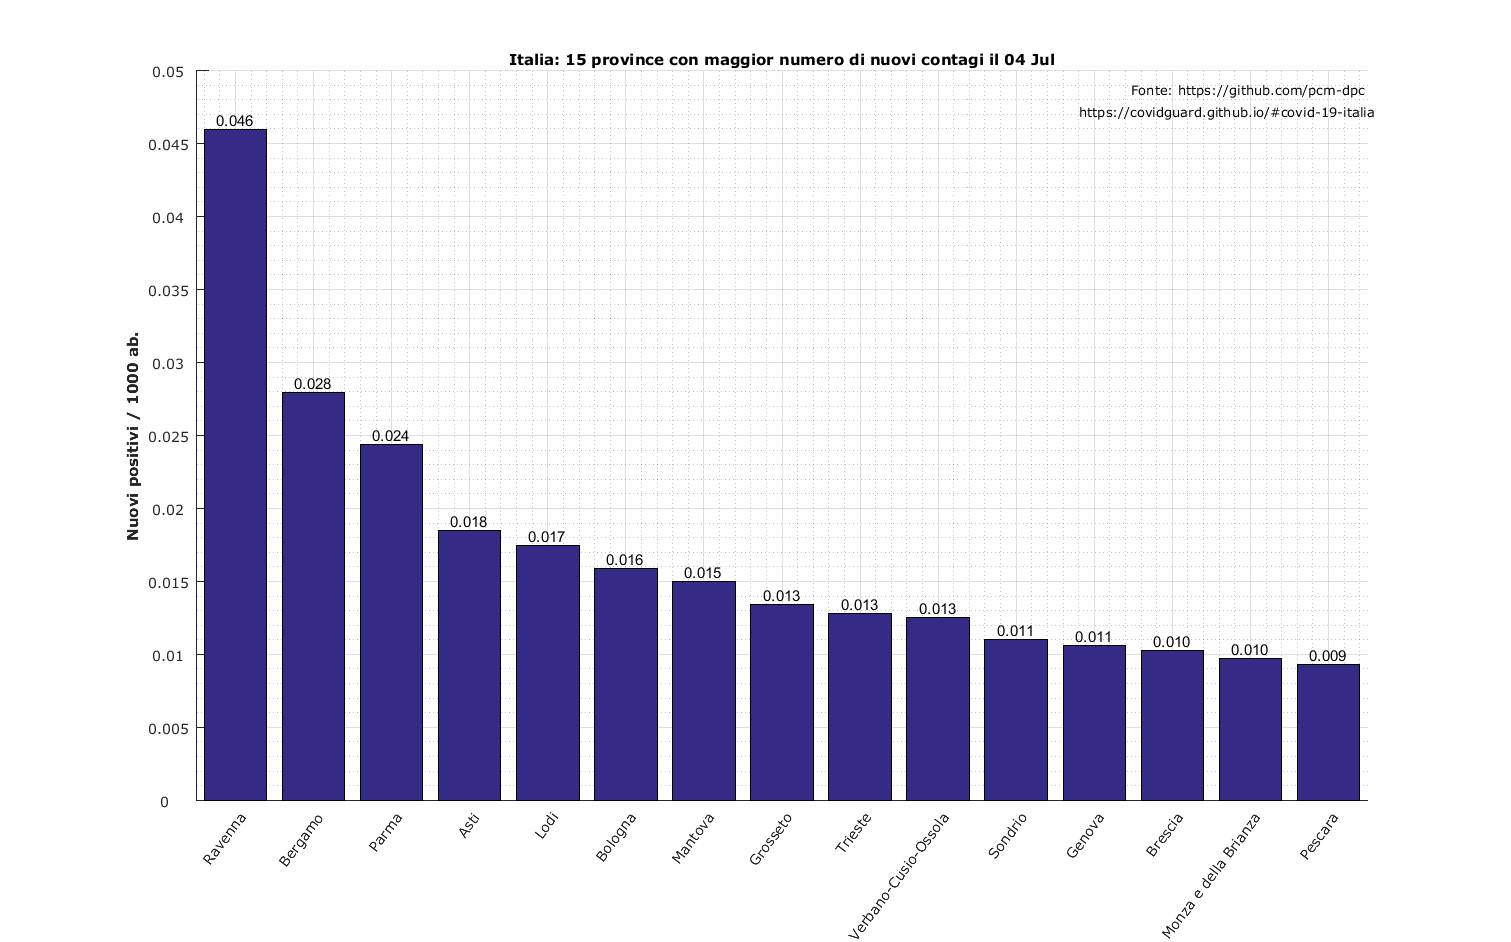 Italia: 15 province con maggior numero di nuovi contagi il 04 Jul
Fonte: https://github.com/pcm-dpc
https://covidguard.github.io/#covid-19-italia
Nuovi positivi / 1000 ab.
0.05
0.045
0.04
0.035
0.03
0.025
0.02
0.015
0.01
0.005
0
0.046
0.028
0.024
0.018
0.017
0.016
0.015
0.013
0.013
0.013
0.011
0.011
0.010
0.010
0.009
Ravenna
Bergamo
Parma
Asti
Lodi
Bologna
Mantova
Grosseto
Trieste
Verbano-Cusio-Ossola
Sondrio
Genova
Brescia
Monza e della Brianza
Pescara